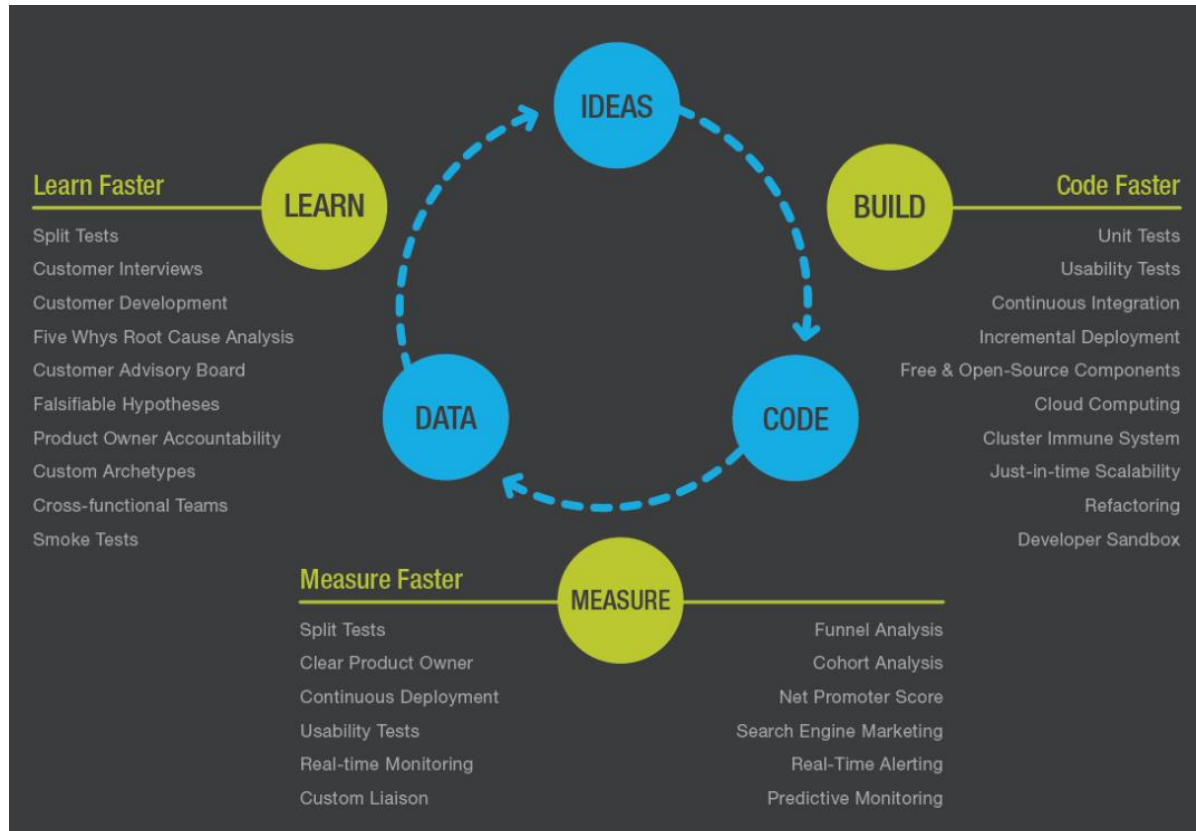 IDEAS
LEARN
BUILD
DATA
CODE
Learn Faster
Split Tests
Customer Interviews
Customer Development
Five Whys Root Cause Analysis
Customer Advisory Board
Falsifiable Hypotheses
Product Owner Accountability
Custom Archetypes
Cross-functional Teams
Smoke Tests
Code Faster
Unit Tests
Usability Tests
Continuous Integration
Incremental Deployment
Free & Open-Source Components
Cloud Computing
Cluster Immune System
Just-in-time Scalability
Refactoring
Developer Sandbox
Measure Faster
MEASURE
Split Tests
Clear Product Owner
Continuous Deployment
Usability Tests
Real-time Monitoring
Custom Liaison
Funnel Analysis
Cohort Analysis
Net Promoter Score
Search Engine Marketing
Real-Time Alerting
Predictive Monitoring